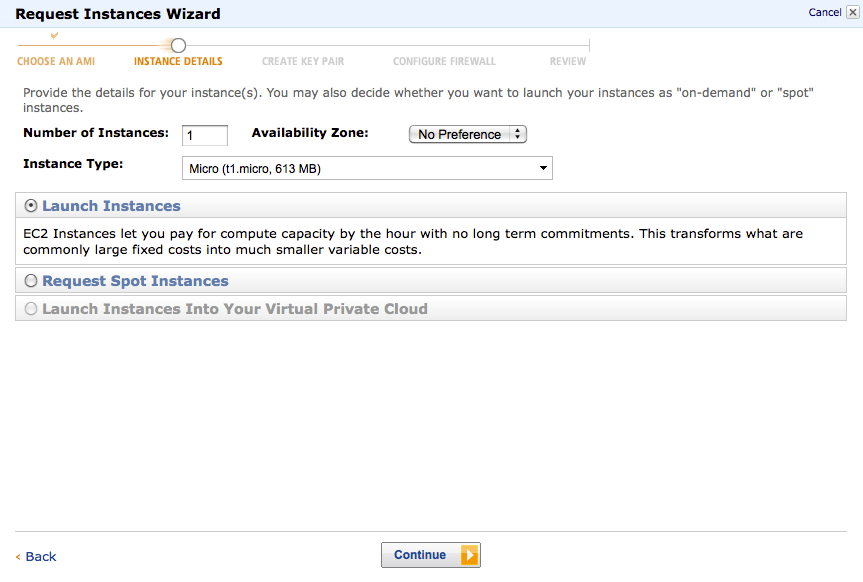 Request Instances Wizard
Cancel
CHOOSE AN AMI
INSTANCE DETAILS
CREATE KEY PAIR
CONFIGURE FIREWALL
REVIEW
Provide the details for your instance(s). You may also decide whether you want to launch your instances as "on-demand" or "spot"
instances.
Number of Instances: 1 Availability Zone: No Preference
Instance Type: Micro (t1.micro, 613 MB)
Launch Instances
EC2 Instances let you pay for compute capacity by the hour with no long term commitments. This transforms what are
commonly large fixed costs into much smaller variable costs.
Request Spot Instances
Launch Instances Into Your Virtual Private Cloud
< Back
Continue